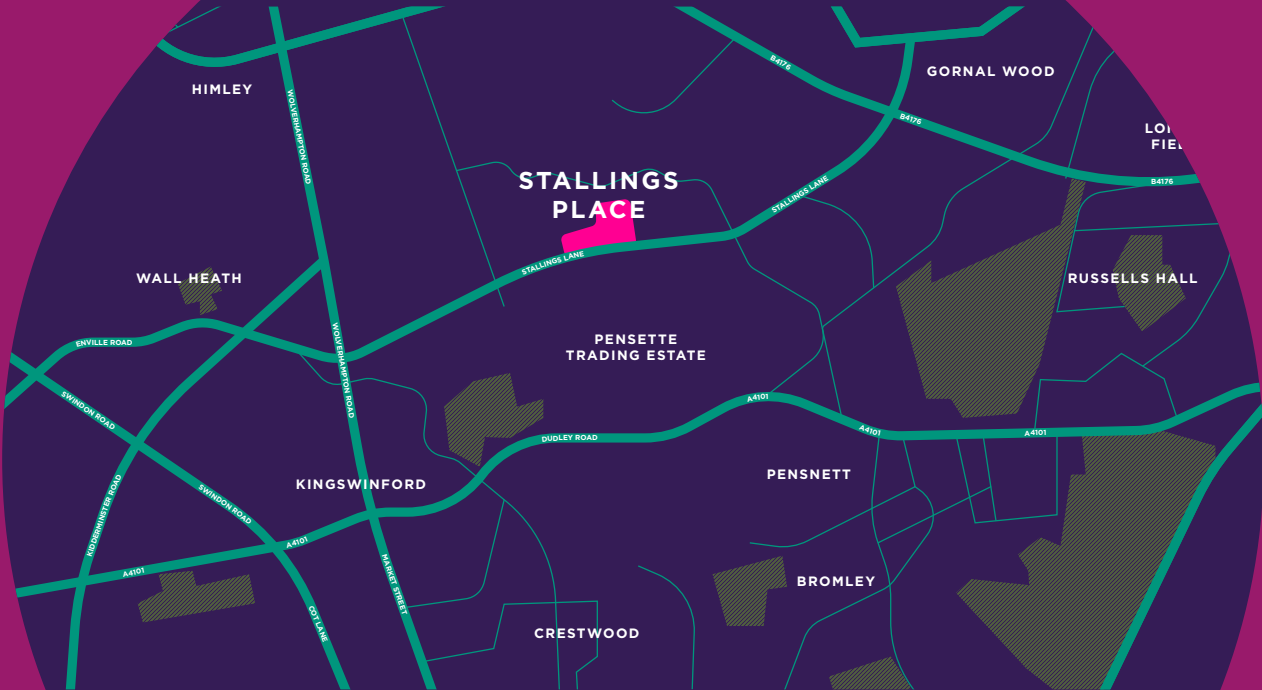 B4176
GORNAL WOOD
HIMLEY
WOLVERHAMPTON ROAD
B4176
STALLINGS
PLACE
STALLINGS LANE
B4176
STALLINGS LANE
WALL HEATH
RUSSELLS HALL
ENVILLE ROAD
WOLVERHAMPTON ROAD
PENSETTE
TRADING ESTATE
SWINDON ROAD
A4101
A4101
A4101
DUDLEY ROAD
PENSNETT
KINGSWINFORD
SWINDON ROAD
KIDDERMINSTER ROAD
A4101
A4101
MARKET STREET
BROMLEY
COT LANE
CRESTWOOD